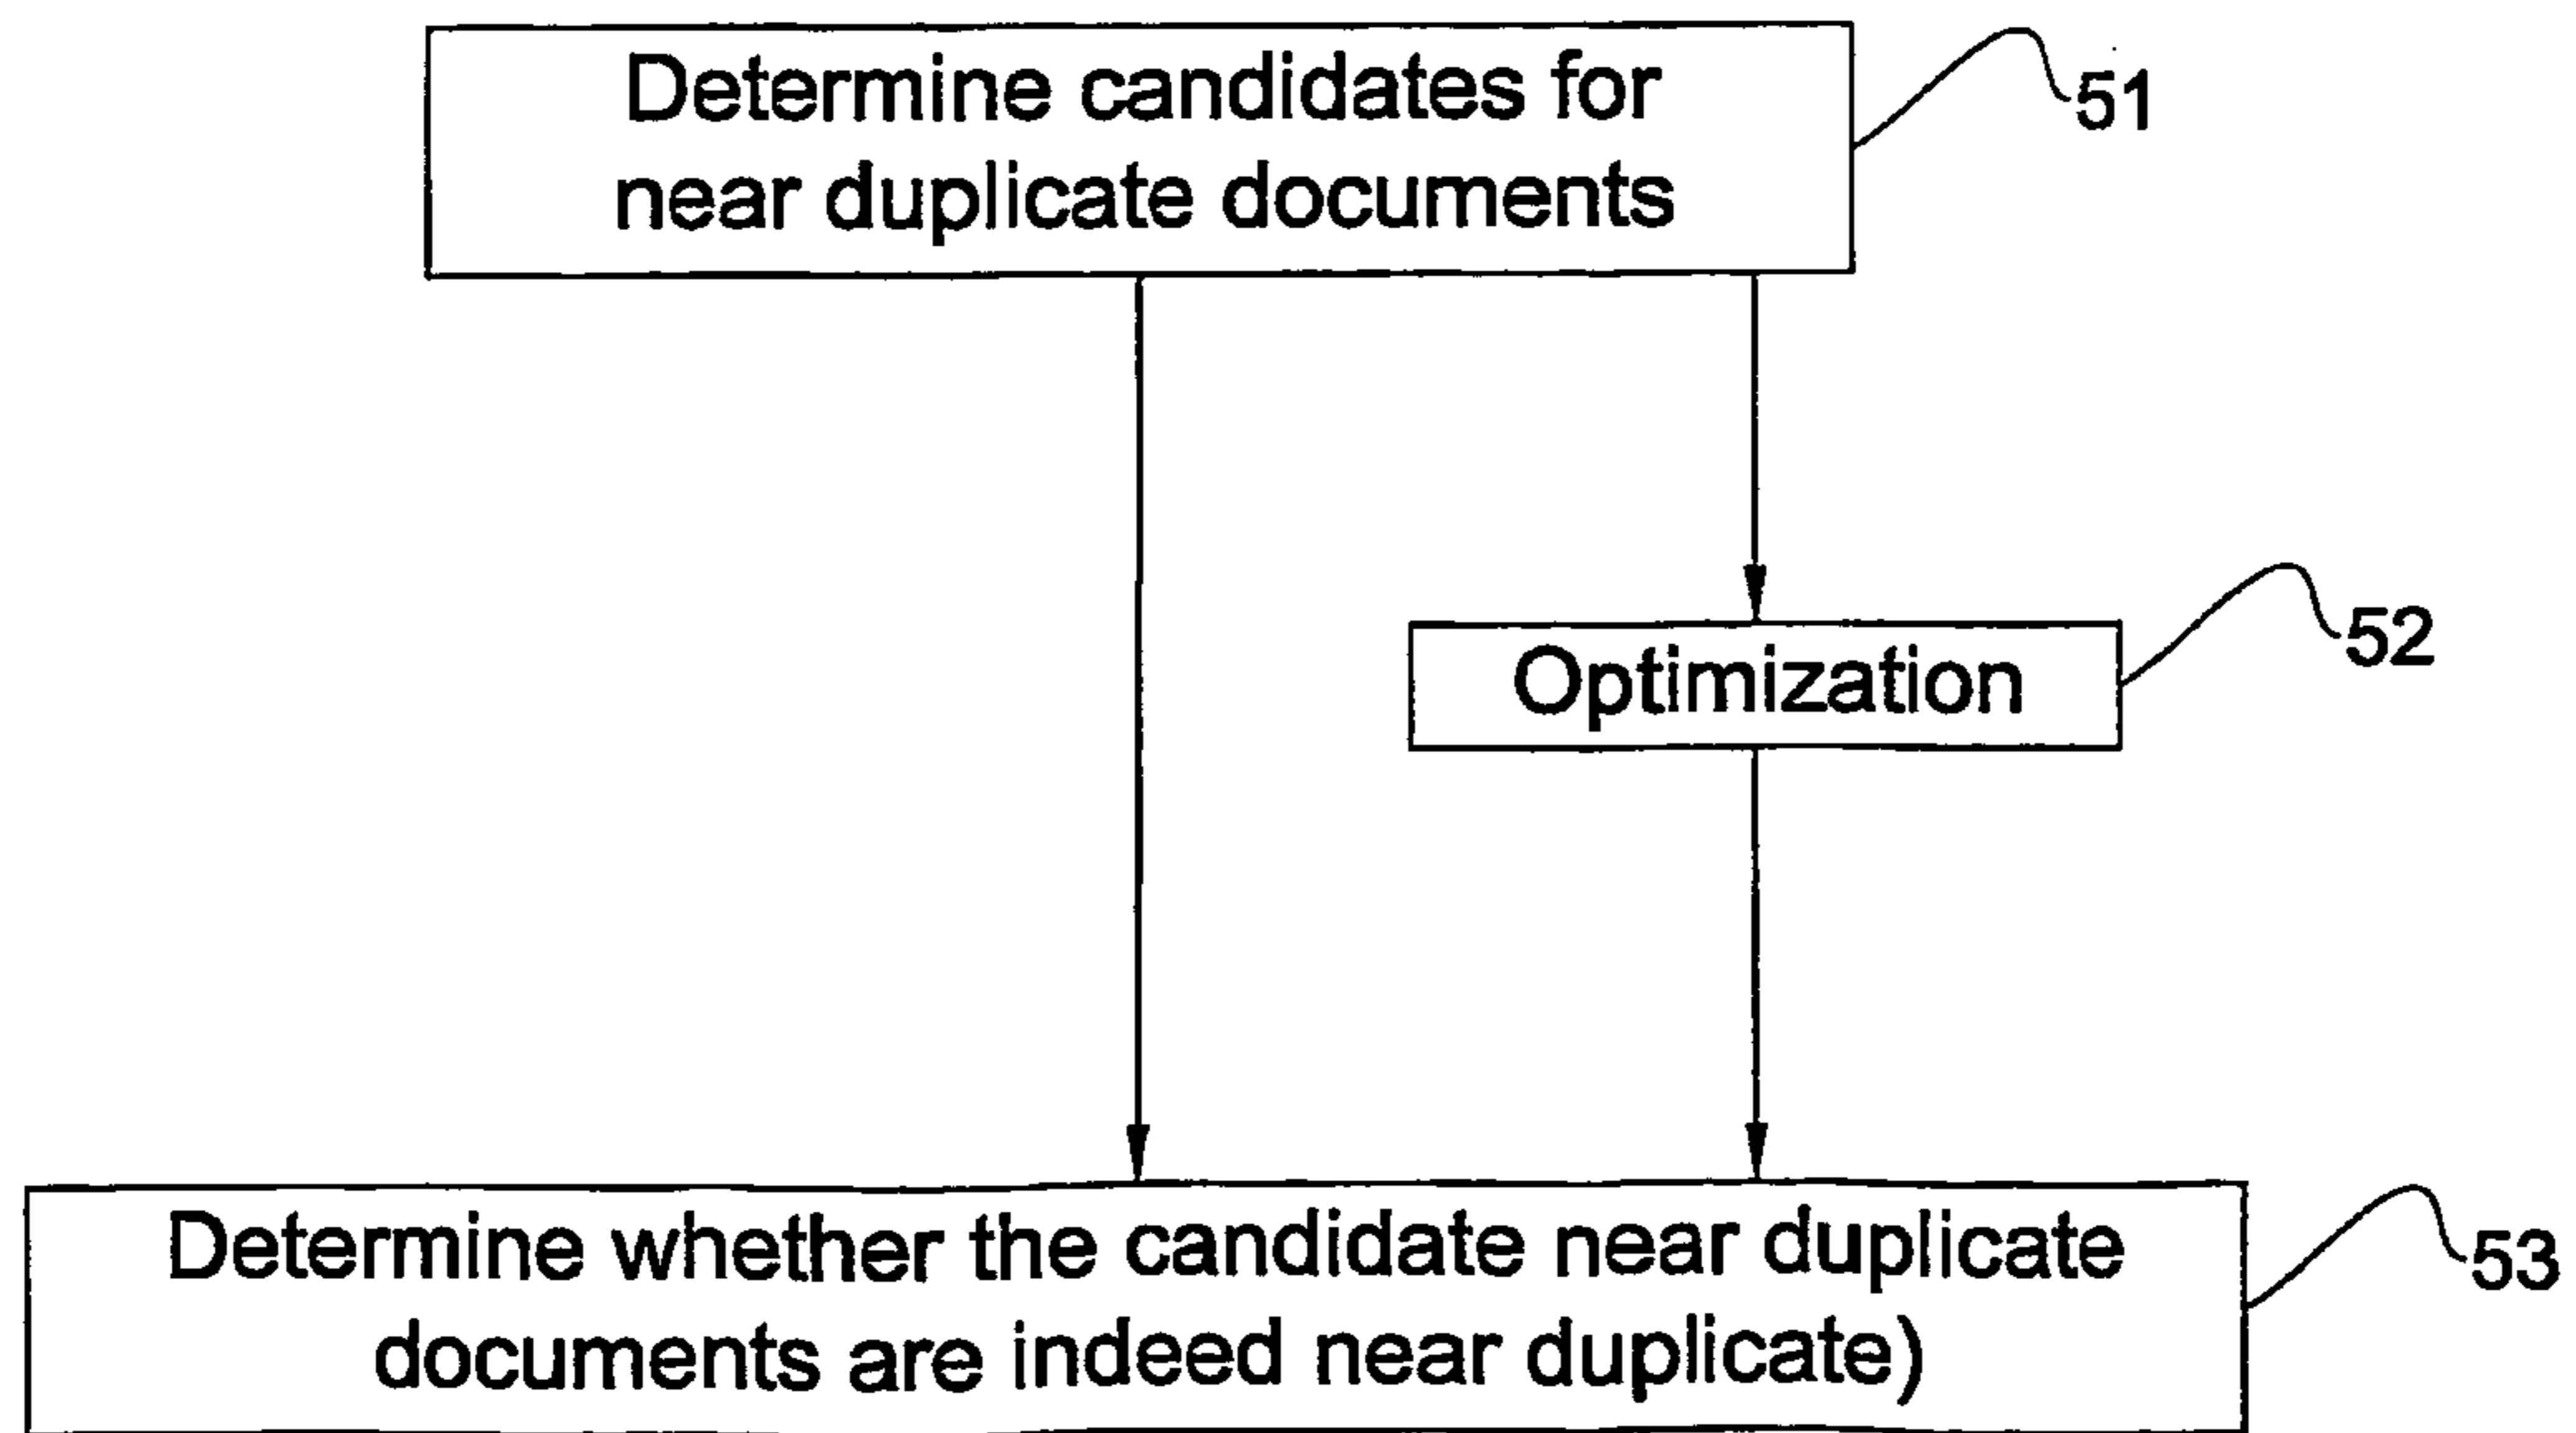 Determine candidates for
near duplicate documents
51
Optimization
52
Determine whether the candidate near duplicate
documents are indeed near duplicate)
53